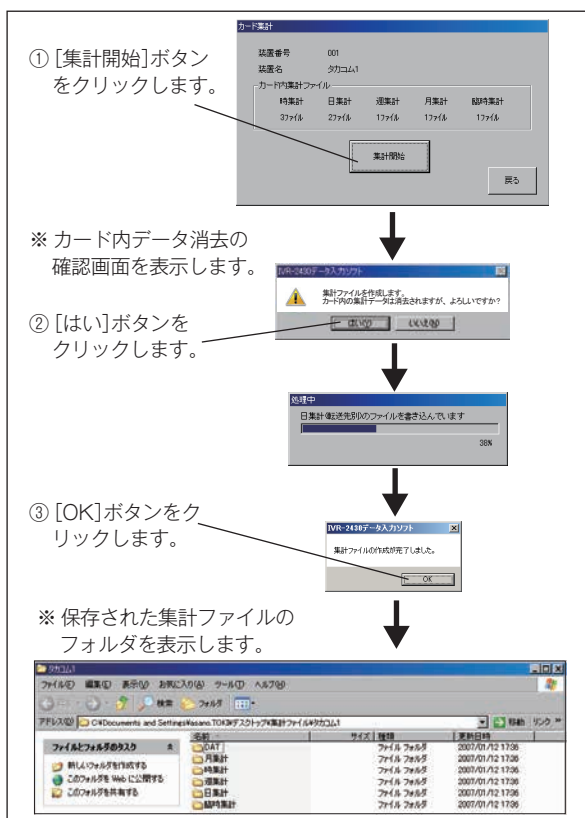 カード集計
① [集計開始]ボタン
をクリックします。
装置番号 001
装置名 タカコム1
カード内集計ファイル
時集計 日集計 週集計 月集計 臨時集計
3ファイル 2ファイル 1ファイル 1ファイル 1ファイル
集計開始
戻る
※ カード内データ消去の
確認画面を表示します。
IVR-2430データ入力ソフト
集計ファイルを作成します。
カード内の集計データは消去されますが、よろしいですか?
② [はい]ボタンを
クリックします。
はい(Y) いいえ(N)
処理中
日集計(転送先別)のファイルを書き込んでいます
38%
③ [OK]ボタンをク
リックします。
IVR-2430データ入力ソフト
集計ファイルの作成が完了しました。
OK
※ 保存された集計ファイルの
フォルダを表示します。
タカコム1
ファイル(F) 編集(E) 表示(V) お気に入り(A) ツール(T) ヘルプ(H)
戻る 検索 フォルダ
アドレス(D) C:¥Documents and Settings¥asano.TOK¥デスクトップ¥集計ファイル¥タカコム1 移動 リンク
名前 サイズ 種類 更新日時
ファイルとフォルダのタスク
新しいフォルダを作成する
このフォルダを Web に公開する
このフォルダを共有する
DAT ファイル フォルダ 2007/01/12 17:36
月集計 ファイル フォルダ 2007/01/12 17:36
時集計 ファイル フォルダ 2007/01/12 17:36
週集計 ファイル フォルダ 2007/01/12 17:36
日集計 ファイル フォルダ 2007/01/12 17:36
臨時集計 ファイル フォルダ 2007/01/12 17:36